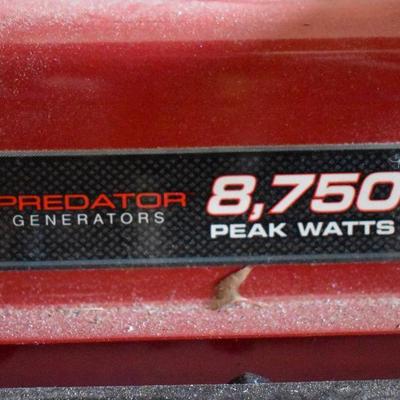 PREDATOR
GENERATORS
8,750
PEAK WATTS